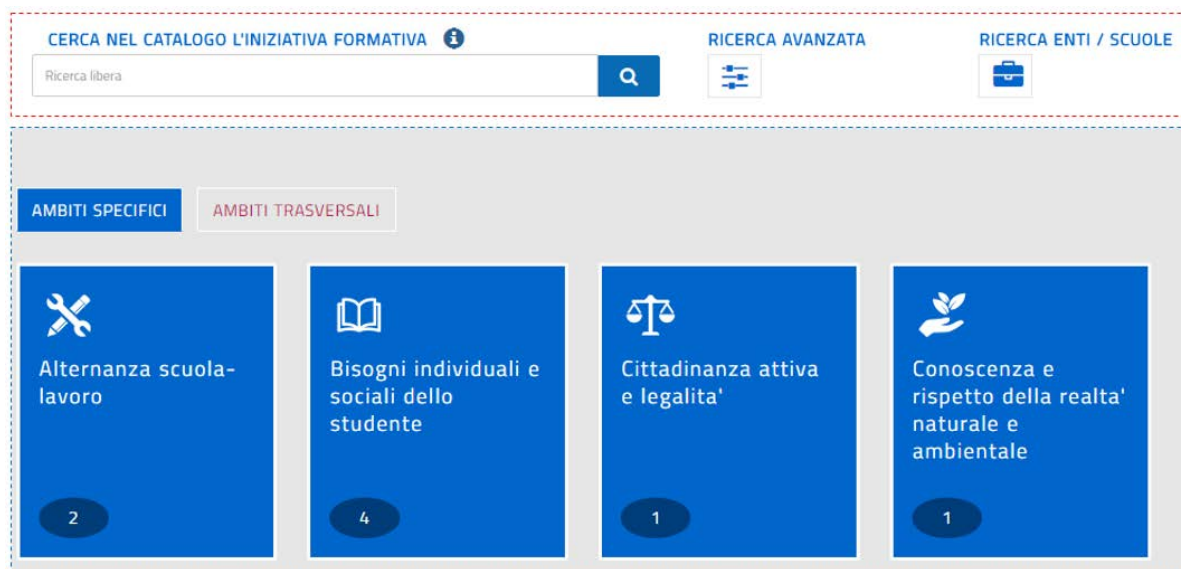 CERCA NEL CATALOGO L'INIZIATIVA FORMATIVA
RICERCA AVANZATA
RICERCA ENTI / SCUOLE
Ricerca libera
AMBITI SPECIFICI
AMBITI TRASVERSALI
Alternanza scuola-
lavoro
2
Bisogni individuali e
sociali dello
studente
4
Cittadinanza attiva
e legalita'
1
Conoscenza e
rispetto della realta'
naturale e
ambientale
1